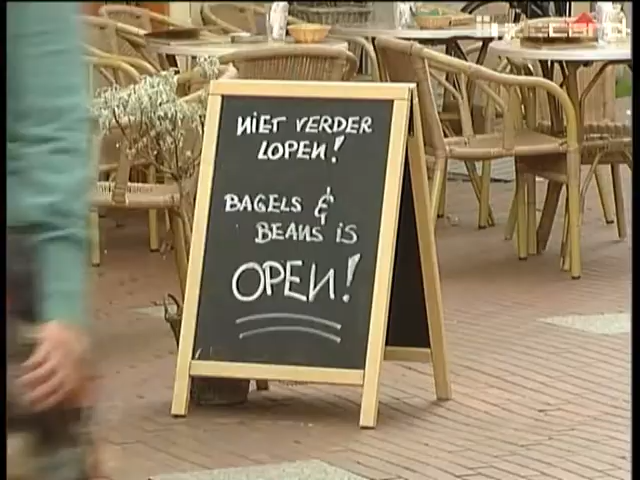 NIET VERDER
LOPEN!
BAGELS &
BEANS IS
OPEN!